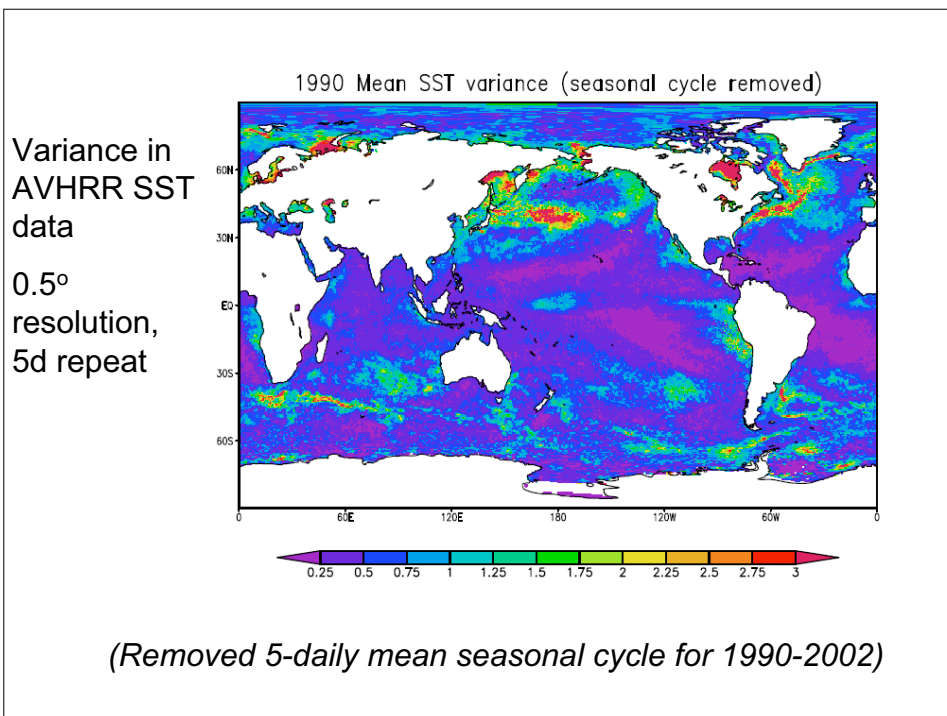 1990 Mean SST variance (seasonal cycle removed)
Variance in
AVHRR SST
data
0.5º
resolution,
5d repeat
60N
30N
EQ
30S
60S
0 60E 120E 180 120W 60W 0
0.25 0.5 0.75 1 1.25 1.5 1.75 2 2.25 2.5 2.75 3
(Removed 5-daily mean seasonal cycle for 1990-2002)